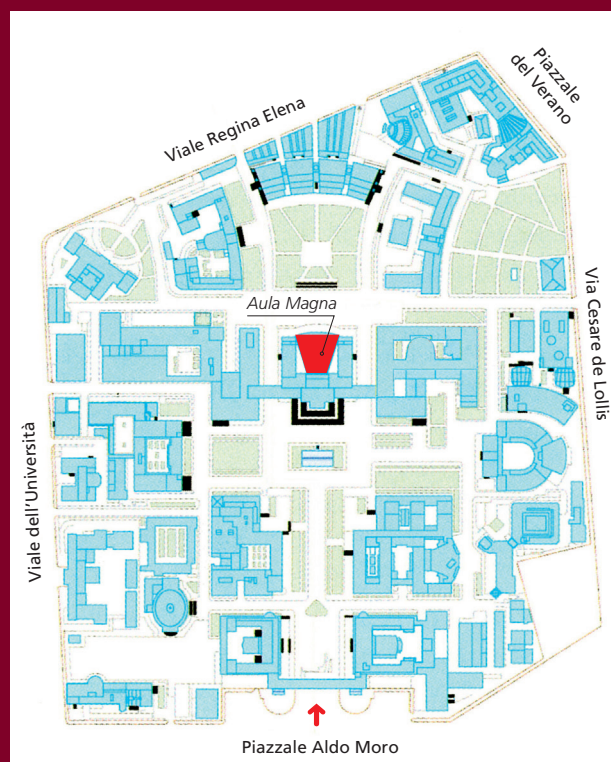 Piazzale
del Verano
Viale Regina Elena
Aula Magna
Via Cesare de Lollis
Viale dell'Università
Piazzale Aldo Moro